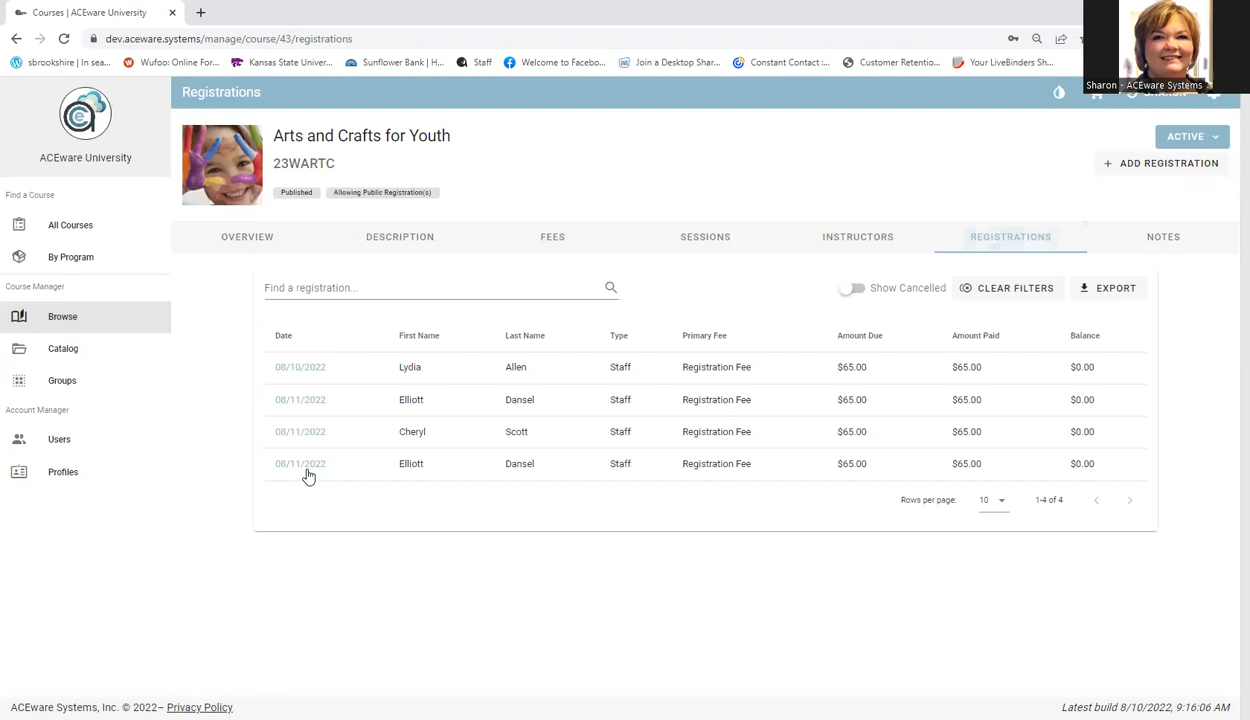 Courses | ACEware University
dev.aceware.systems/manage/course/43/registrations
sbrookshire | In sea...
Wufoo: Online For...
Kansas State Univer...
Sunflower Bank | H...
Staff
Welcome to Facebo...
Join a Desktop Shar...
Constant Contact :...
Customer Retentio...
Your LiveBinders Sh...
Sharon - ACEware Systems
Registrations
ACEware University
Arts and Crafts for Youth
23WARTC
Published
Allowing Public Registration(s)
ACTIVE
ADD REGISTRATION
Find a Course
All Courses
By Program
Course Manager
Browse
Catalog
Groups
Account Manager
Users
Profiles
OVERVIEW DESCRIPTION FEES SESSIONS INSTRUCTORS REGISTRATIONS NOTES
Find a registration...
Show Cancelled
CLEAR FILTERS
EXPORT
Date First Name Last Name Type Primary Fee Amount Due Amount Paid Balance
08/10/2022 Lydia Allen Staff Registration Fee $65.00 $65.00 $0.00
08/11/2022 Elliott Dansel Staff Registration Fee $65.00 $65.00 $0.00
08/11/2022 Cheryl Scott Staff Registration Fee $65.00 $65.00 $0.00
08/11/2022 Elliott Dansel Staff Registration Fee $65.00 $65.00 $0.00
Rows per page: 10 1-4 of 4
ACEware Systems, Inc. © 2022– Privacy Policy
Latest build 8/10/2022, 9:16:06 AM